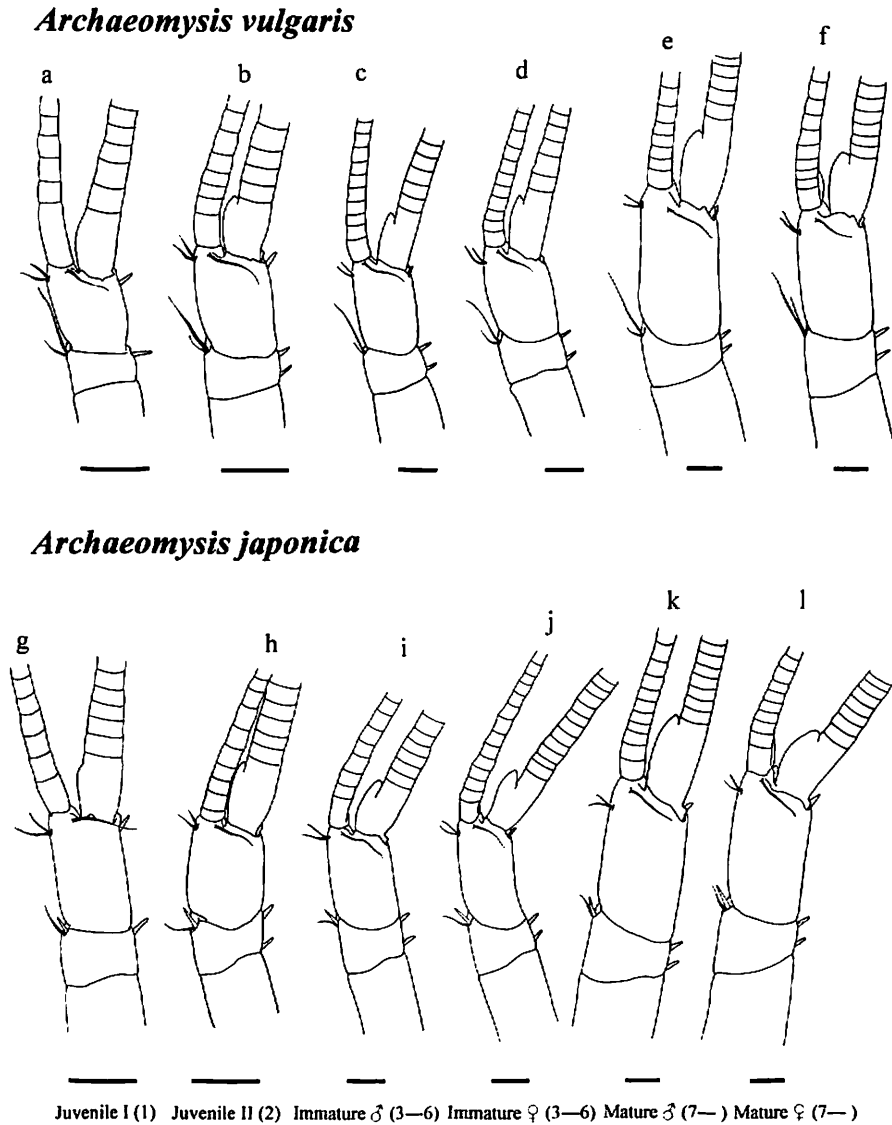 Archaeomysis vulgaris
a b c d e f
Archaeomysis japonica
g h i j k l
Juvenile I (1) Juvenile II (2) Immature ♂ (3—6) Immature ♀ (3—6) Mature ♂ (7— ) Mature ♀ (7— )